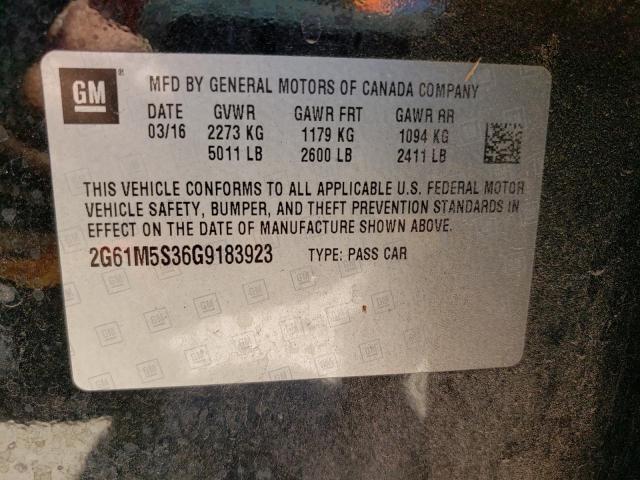 GM
MFD BY GENERAL MOTORS OF CANADA COMPANY
DATE GVWR GAWR FRT GAWR RR
03/16 2273 KG 1179 KG 1094 KG
5011 LB 2600 LB 2411 LB
THIS VEHICLE CONFORMS TO ALL APPLICABLE U.S. FEDERAL MOTOR
VEHICLE SAFETY, BUMPER, AND THEFT PREVENTION STANDARDS IN
EFFECT ON THE DATE OF MANUFACTURE SHOWN ABOVE.
2G61M5S36G9183923 TYPE: PASS CAR